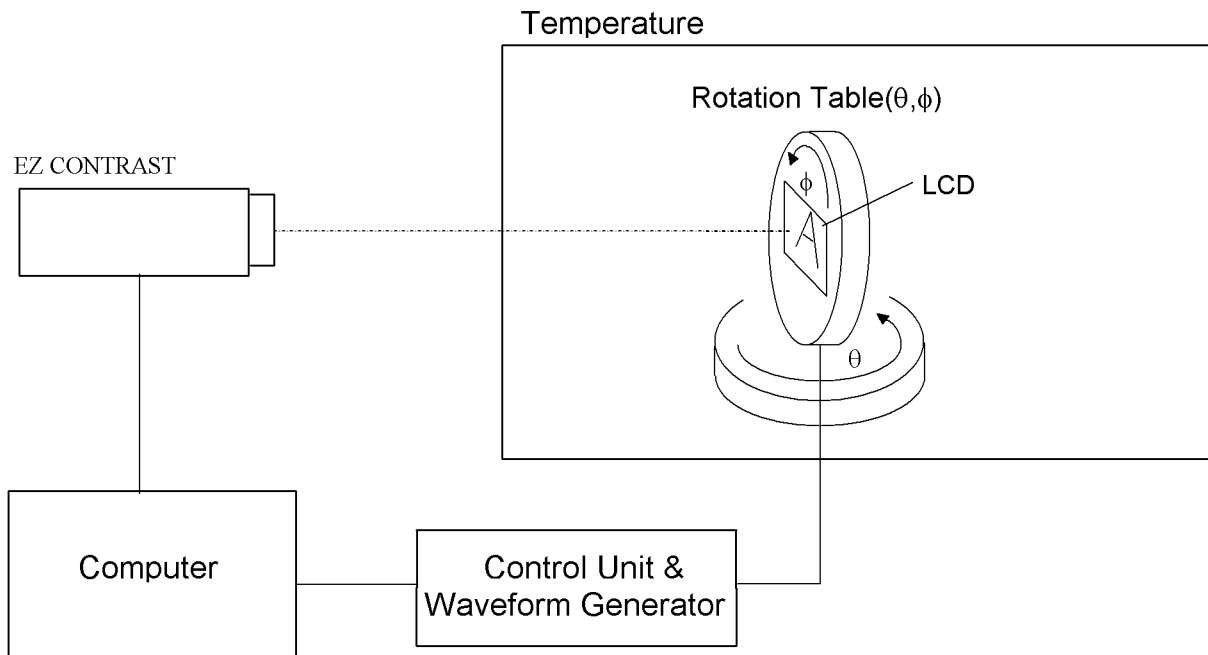 Temperature
Rotation Table(θ,ϕ)
EZ CONTRAST
ϕ
LCD
A
θ
Computer
Control Unit &
Waveform Generator